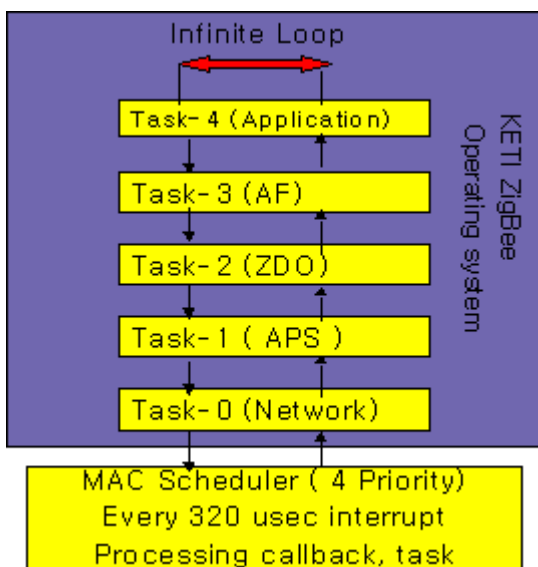 Infinite Loop
Task-4 (Application)
Task-3 (AF)
Task-2 (ZDO)
Task-1 ( APS )
Task-0 (Network)
KETI ZigBee
Operating system
MAC Scheduler ( 4 Priority)
Every 320 usec interrupt
Processing callback, task